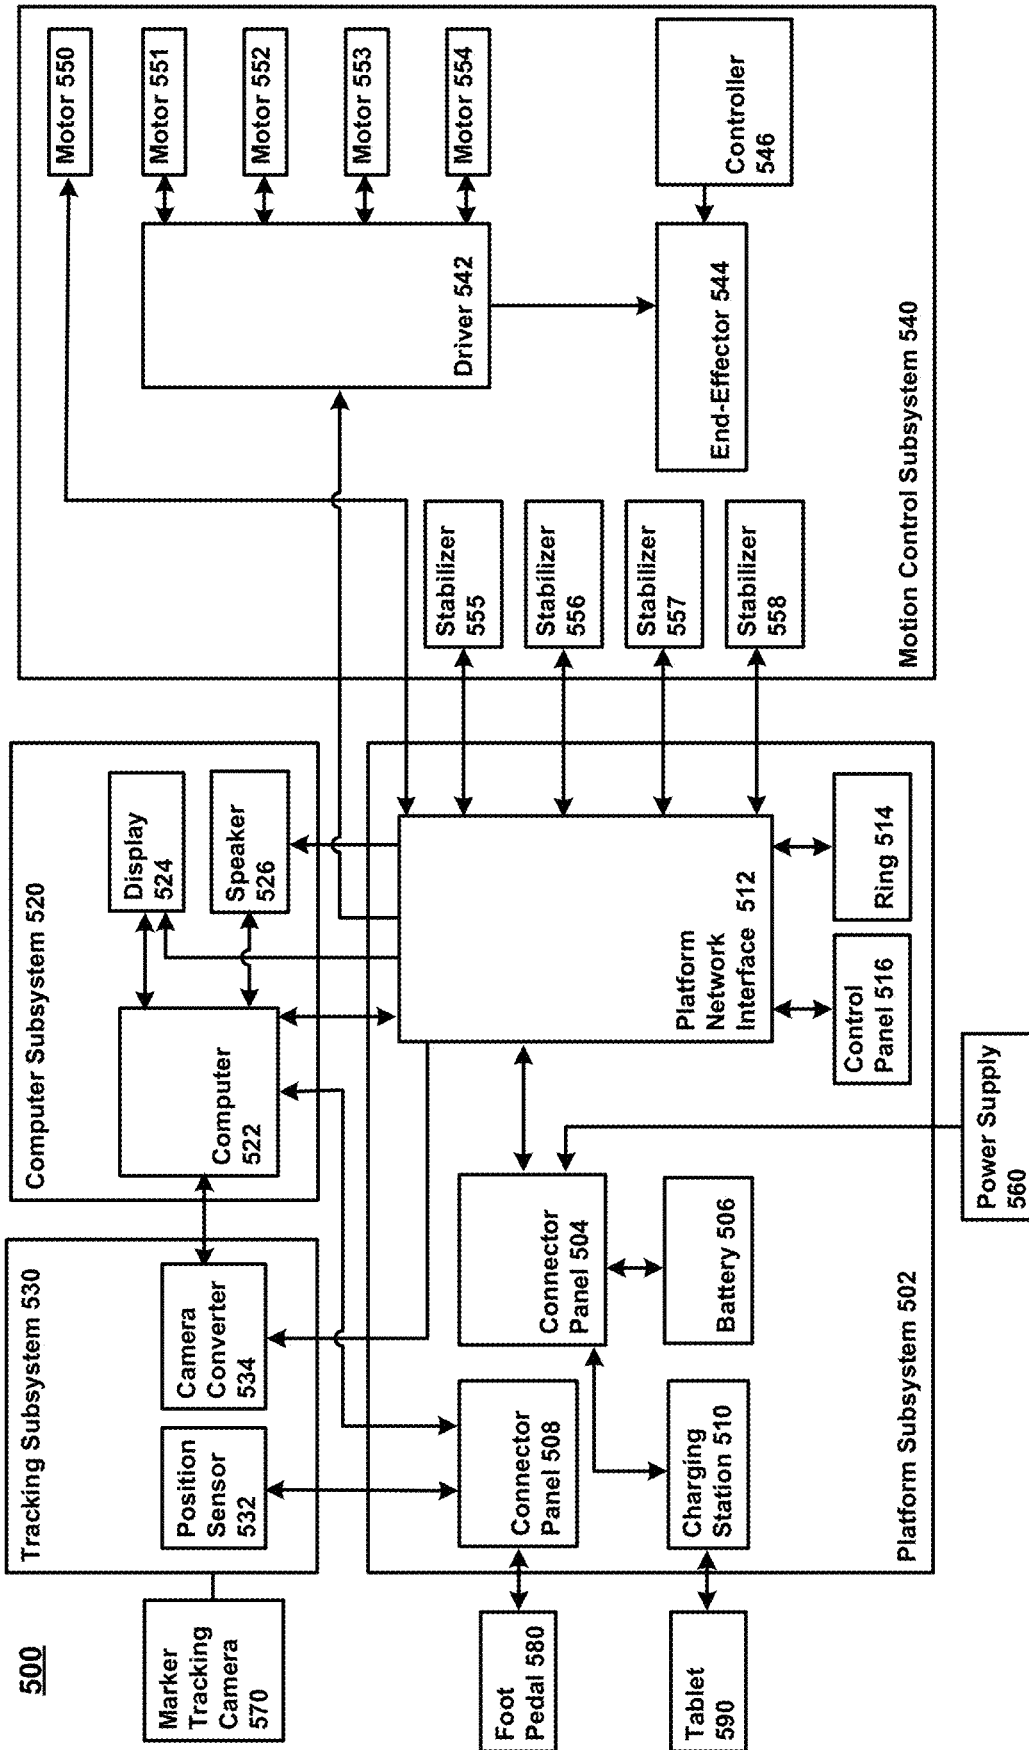 500
Marker
Tracking
Camera
570
Tracking Subsystem 530
Position
Sensor
532
Camera
Converter
534
Computer Subsystem 520
Computer
522
Display
524
Speaker
526
Foot
Pedal 580
Tablet
590
Platform Subsystem 502
Connector
Panel 508
Charging
Station 510
Connector
Panel 504
Battery 506
Platform
Network
Interface 512
Control
Panel 516
Ring 514
Power Supply
560
Motion Control Subsystem 540
Stabilizer
555
Stabilizer
556
Stabilizer
557
Stabilizer
558
Driver 542
End-Effector 544
Controller
546
Motor 550
Motor 551
Motor 552
Motor 553
Motor 554